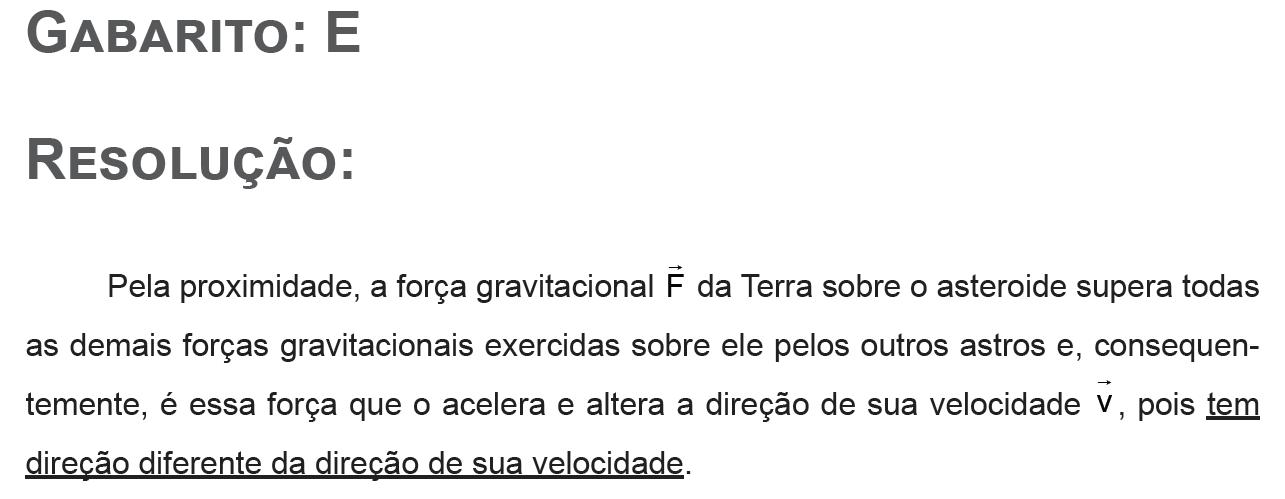 GABARITO: E
RESOLUÇÃO:
Pela proximidade, a força gravitacional F⃗ da Terra sobre o asteroide supera todas
as demais forças gravitacionais exercidas sobre ele pelos outros astros e, consequen-
temente, é essa força que o acelera e altera a direção de sua velocidade v⃗, pois tem
direção diferente da direção de sua velocidade.